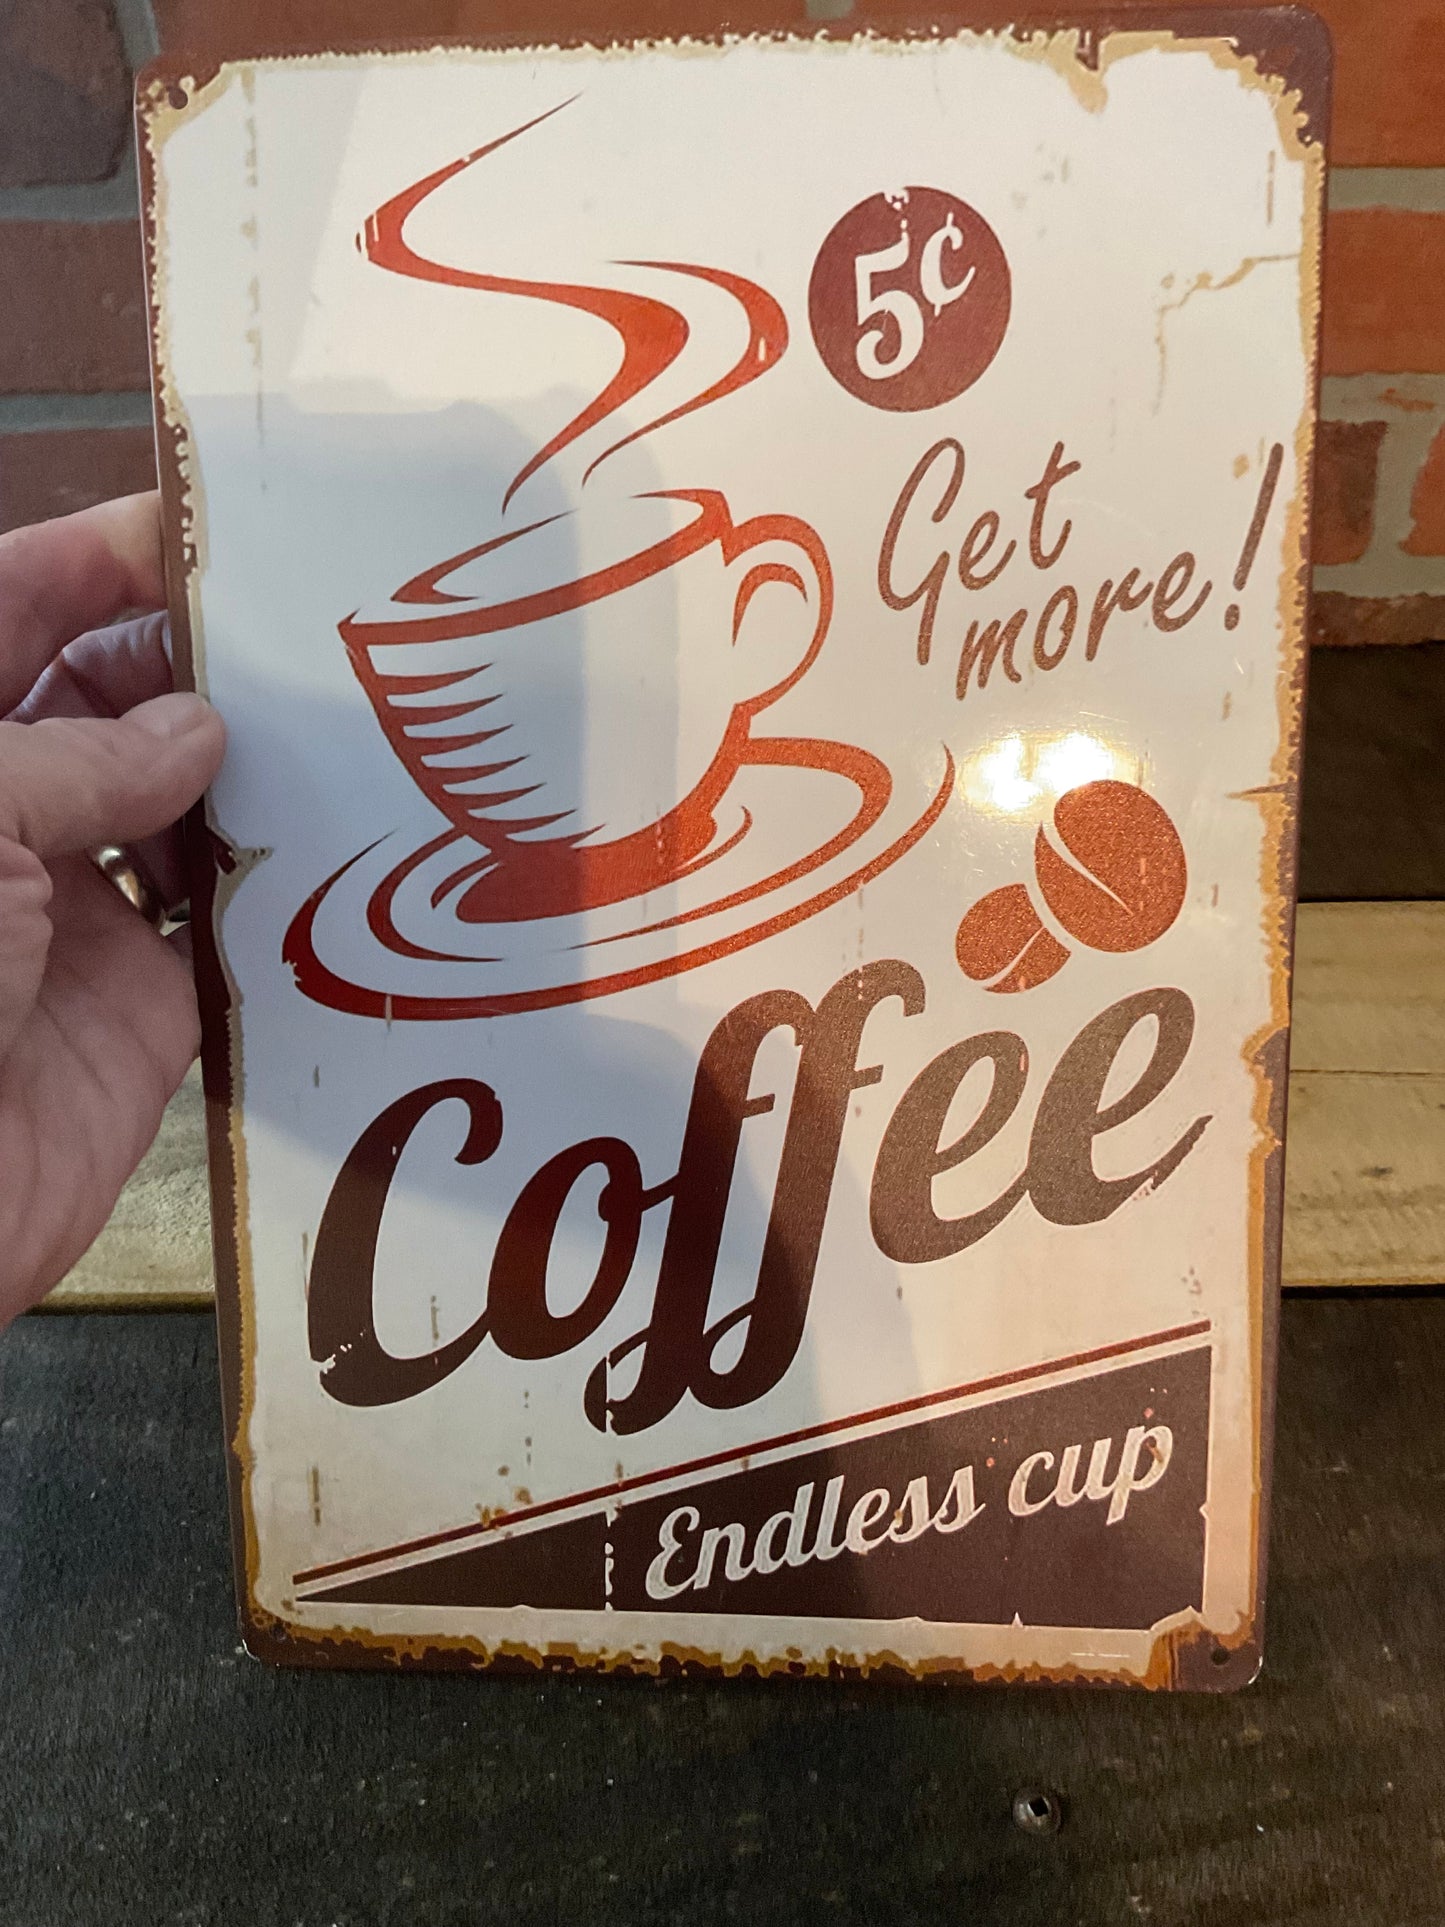 5¢
Get
more!
Coffee
Endless cup